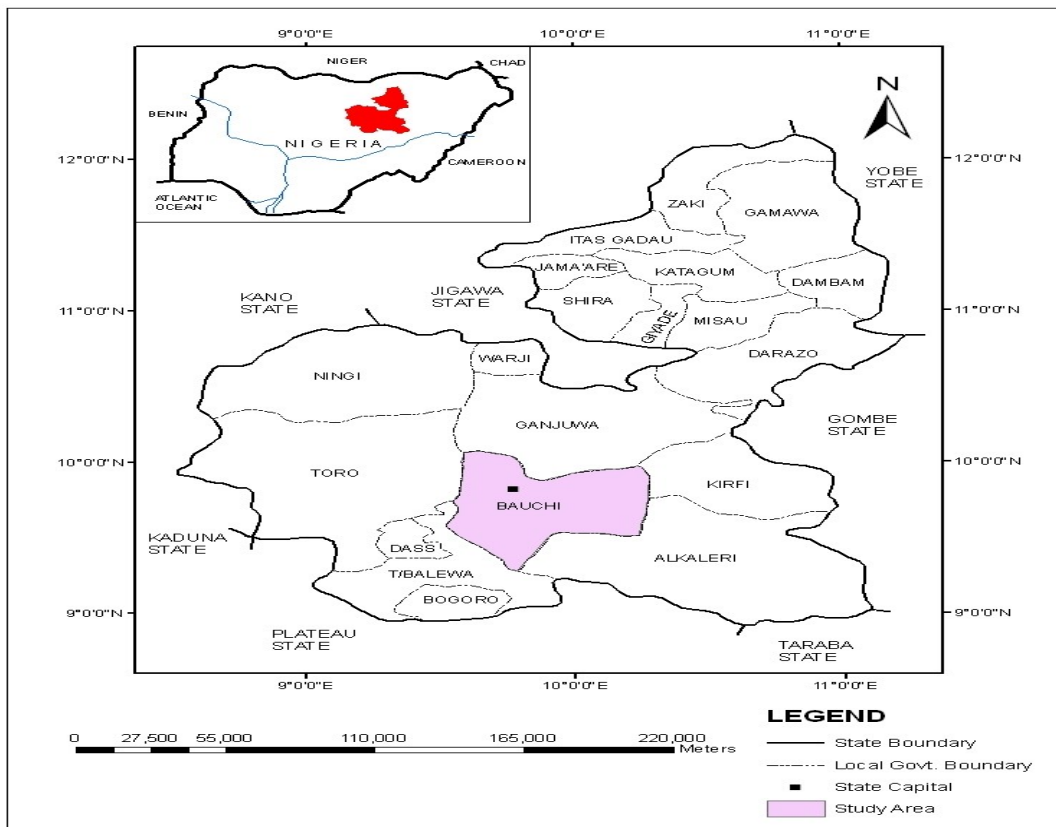 9°0'0"E
10°0'0"E
11°0'0"E
NIGER
CHAD
BENIN
NIGERIA
CAMEROON
ATLANTIC
OCEAN
N
12°0'0"N
12°0'0"N
YOBE
STATE
ZAKI
GAMAWA
ITAS GADAU
JAMA'ARE
KATAGUM
DAMBAM
JIGAWA
STATE
KANO
STATE
SHIRA
GIYADE
MISAU
11°0'0"N
11°0'0"N
DARAZO
WARJI
NINGI
GANJUWA
GOMBE
STATE
10°0'0"N
10°0'0"N
TORO
KIRFI
BAUCHI
KADUNA
STATE
DASS
ALKALERI
T/BALEWA
BOGORO
9°0'0"N
9°0'0"N
PLATEAU
STATE
TARABA
STATE
9°0'0"E
10°0'0"E
11°0'0"E
LEGEND
0 27,500 55,000 110,000 165,000 220,000
Meters
State Boundary
Local Govt. Boundary
State Capital
Study Area